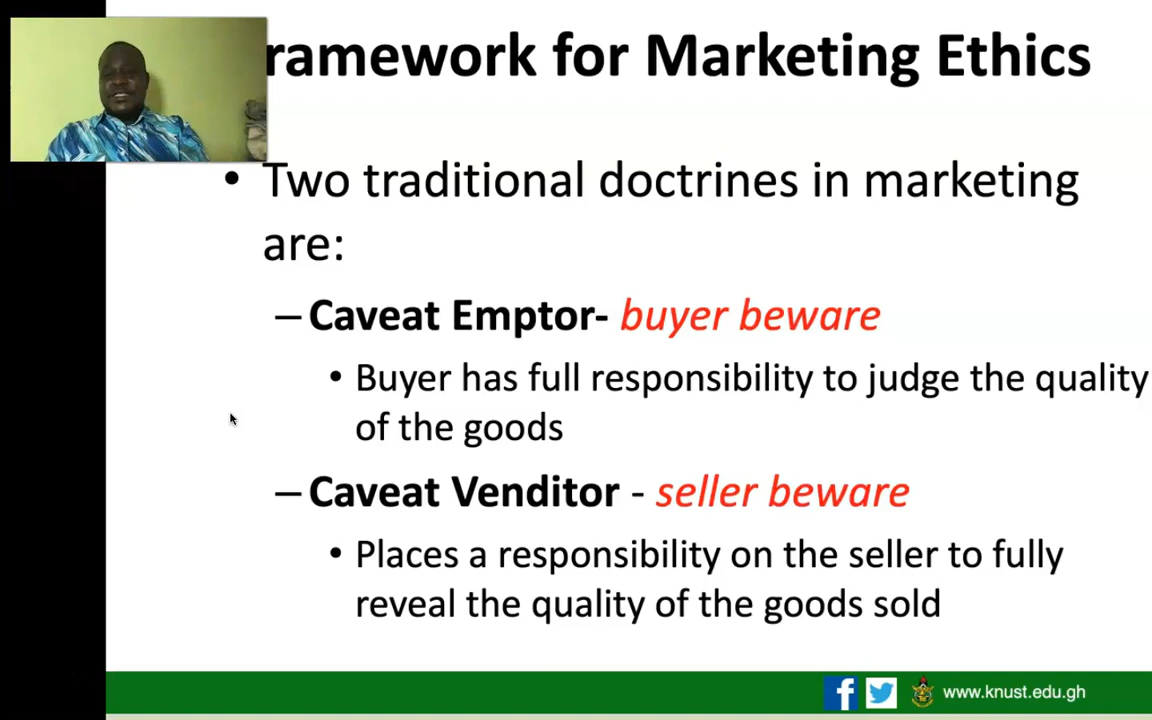 ramework for Marketing Ethics
• Two traditional doctrines in marketing
are:
– Caveat Emptor- buyer beware
• Buyer has full responsibility to judge the quality
of the goods
– Caveat Venditor - seller beware
• Places a responsibility on the seller to fully
reveal the quality of the goods sold
www.knust.edu.gh